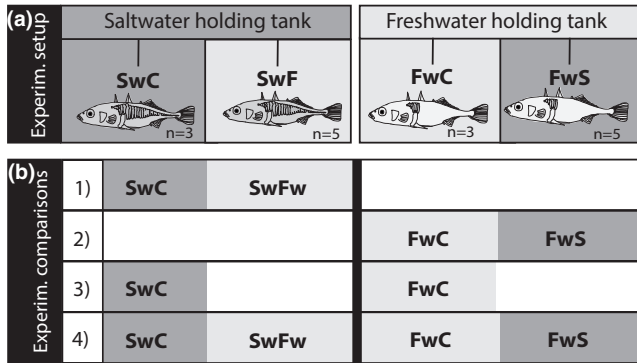 (a)
Experim. setup
Saltwater holding tank
Freshwater holding tank
SwC
SwF
FwC
FwS
n=3
n=5
n=3
n=5
(b)
Experim. comparisons
1)
SwC
SwFw
2)
FwC
FwS
3)
SwC
FwC
4)
SwC
SwFw
FwC
FwS